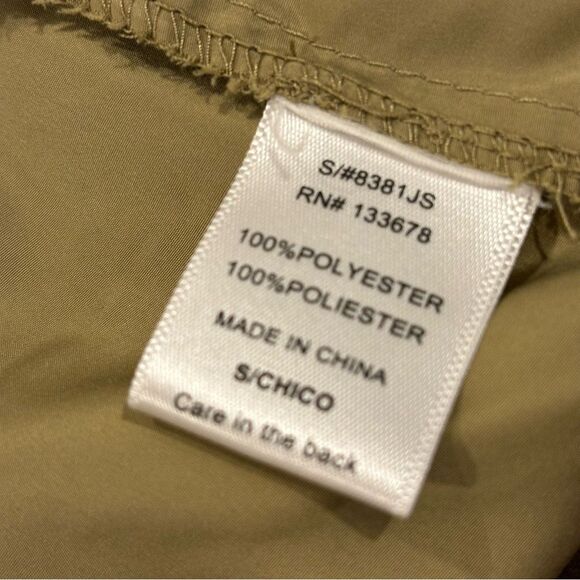 S/#8381JS
RN# 133678
100%POLYESTER
100%POLIESTER
MADE IN CHINA
S/CHICO
Care in the back